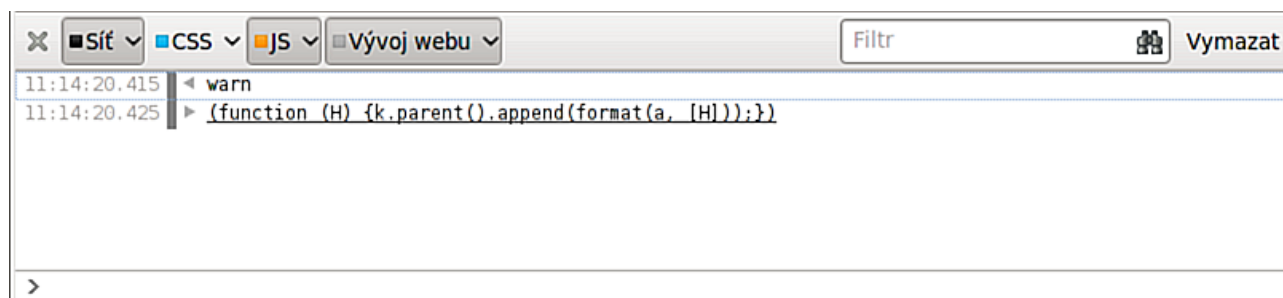 Síť CSS JS Vývoj webu Filtr Vymazat
11:14:20.415 warn
11:14:20.425 (function (H) {k.parent().append(format(a, [H]));})
>